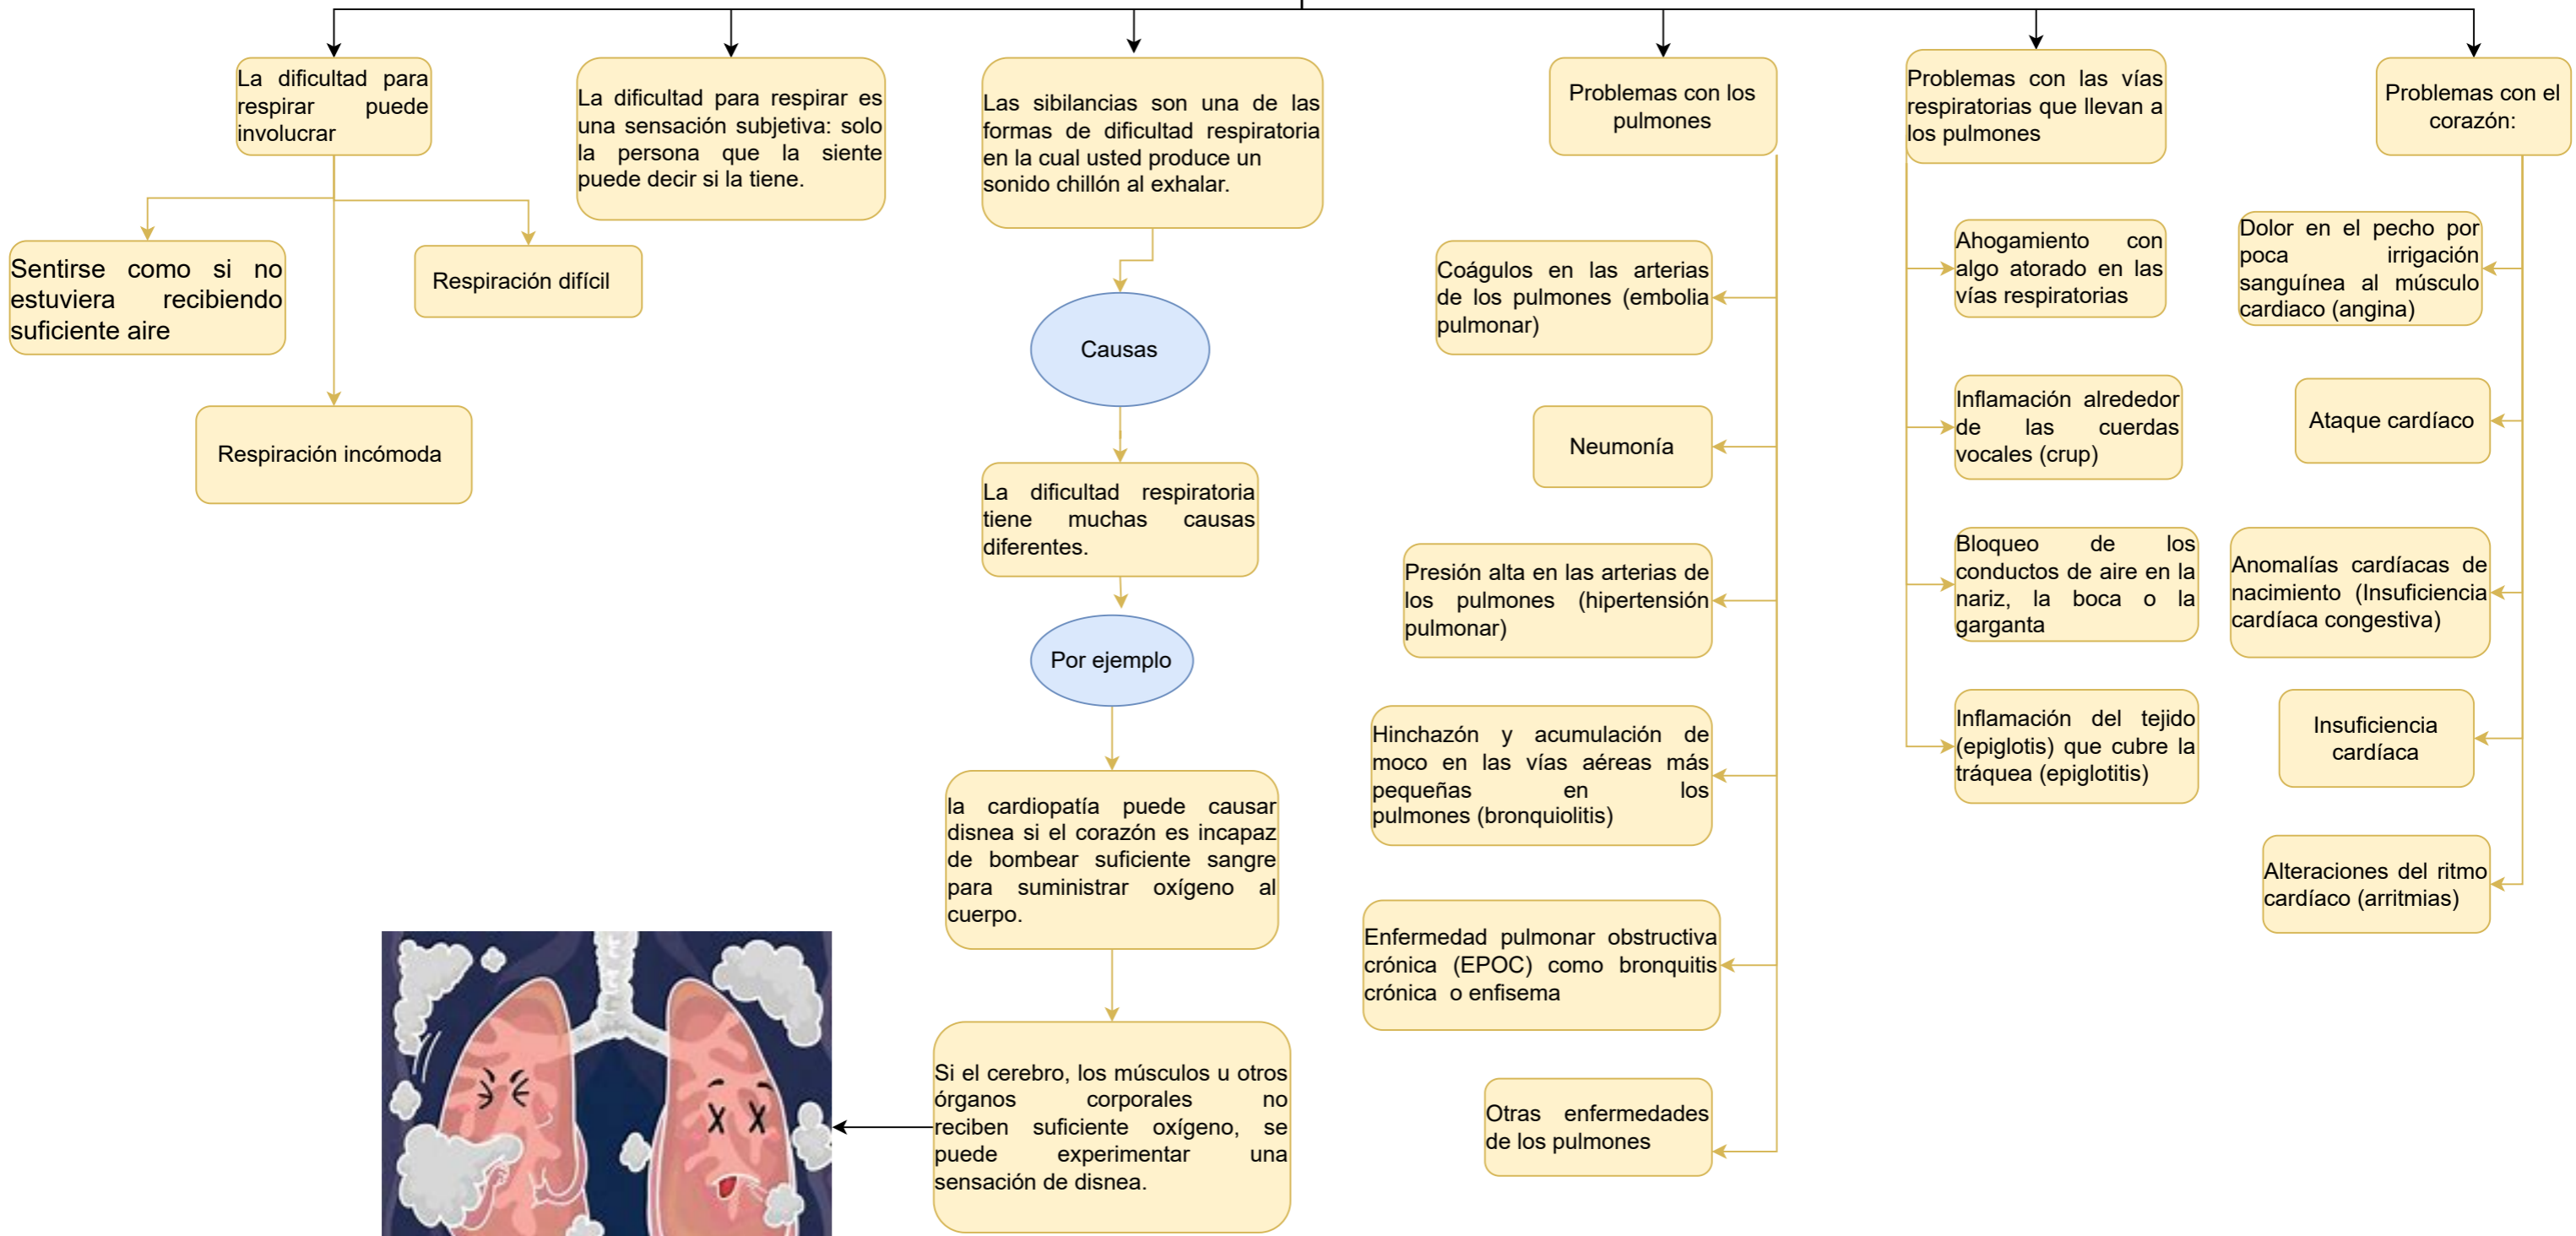 La dificultad para
respirar puede
involucrar
Sentirse como si no
estuviera recibiendo
suficiente aire
Respiración difícil
Respiración incómoda
La dificultad para respirar es
una sensación subjetiva: solo
la persona que la siente
puede decir si la tiene.
Las sibilancias son una de las
formas de dificultad respiratoria
en la cual usted produce un
sonido chillón al exhalar.
Causas
La dificultad respiratoria
tiene muchas causas
diferentes.
Por ejemplo
la cardiopatía puede causar
disnea si el corazón es incapaz
de bombear suficiente sangre
para suministrar oxígeno al
cuerpo.
Si el cerebro, los músculos u otros
órganos corporales no
reciben suficiente oxígeno, se
puede experimentar una
sensación de disnea.
Problemas con los
pulmones
Coágulos en las arterias
de los pulmones (embolia
pulmonar)
Neumonía
Presión alta en las arterias de
los pulmones (hipertensión
pulmonar)
Hinchazón y acumulación de
moco en las vías aéreas más
pequeñas en los
pulmones (bronquiolitis)
Enfermedad pulmonar obstructiva
crónica (EPOC) como bronquitis
crónica o enfisema
Otras enfermedades
de los pulmones
Problemas con las vías
respiratorias que llevan a
los pulmones
Ahogamiento con
algo atorado en las
vías respiratorias
Inflamación alrededor
de las cuerdas
vocales (crup)
Bloqueo de los
conductos de aire en la
nariz, la boca o la
garganta
Inflamación del tejido
(epiglotis) que cubre la
tráquea (epiglotitis)
Problemas con el
corazón:
Dolor en el pecho por
poca irrigación
sanguínea al músculo
cardiaco (angina)
Ataque cardíaco
Anomalías cardíacas de
nacimiento (Insuficiencia
cardíaca congestiva)
Insuficiencia
cardíaca
Alteraciones del ritmo
cardíaco (arritmias)